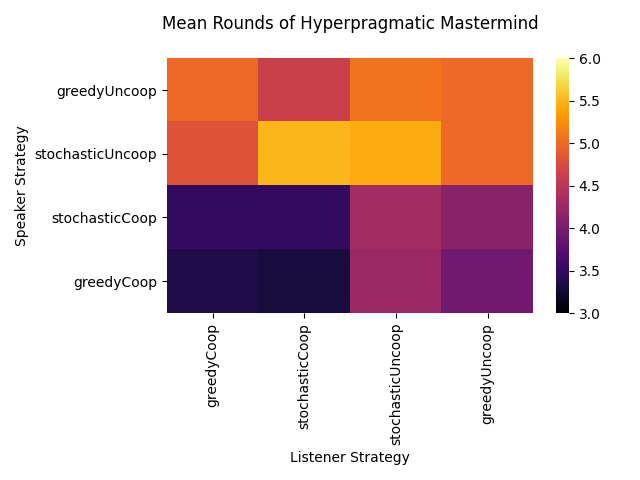 Mean Rounds of Hyperpragmatic Mastermind
Speaker Strategy
greedyUncoop
stochasticUncoop
stochasticCoop
greedyCoop
greedyCoop
stochasticCoop
stochasticUncoop
greedyUncoop
Listener Strategy
6.0
5.5
5.0
4.5
4.0
3.5
3.0